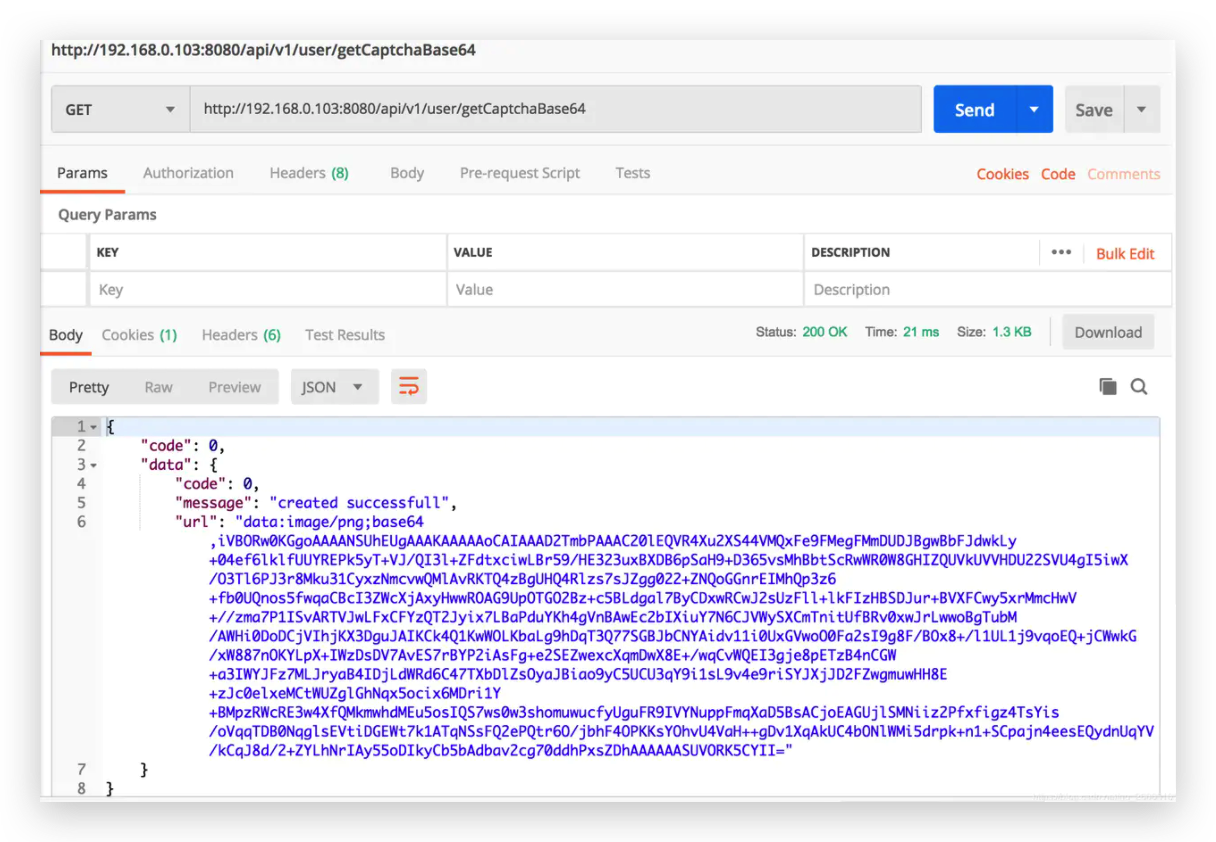 http://192.168.0.103:8080/api/v1/user/getCaptchaBase64
GET http://192.168.0.103:8080/api/v1/user/getCaptchaBase64 Send Save
Params Authorization Headers (8) Body Pre-request Script Tests Cookies Code Comments
Query Params
KEY VALUE DESCRIPTION ••• Bulk Edit
Key Value Description
Body Cookies (1) Headers (6) Test Results Status: 200 OK Time: 21 ms Size: 1.3 KB Download
Pretty Raw Preview JSON
1 {
2 "code": 0,
3 "data": {
4 "code": 0,
5 "message": "created successfull",
6 "url": "data:image/png;base64
,iVBORw0KGgoAAAANSUhEUgAAAKAAAAAoCAIAAAD2TmbPAAAC20lEQVR4Xu2XS44VMQxFe9FMegFMmDUDJBgwBbFJdwkLy
+04ef6lklfUUYREPk5yT+VJ/QI3l+ZFdtxciwLBr59/HE323uxBXDB6pSaH9+D365vsMhBbtScRwWR0W8GHIZQUVkUVVHDU22SVU4gI5iwX
/O3Tl6PJ3r8Mku31CyxzNmcvwQMlAvRKTQ4zBgUHQ4Rlzs7sJZgg022+ZNQoGGnrEIMhQp3z6
+fb0UQnos5fwqaCBcI3ZWcXjAxyHwwROAG9UpOTGO2Bz+c5BLdgal7ByCDxwRCwJ2sUzFll+lkFIzHBSDJur+BVXFCwy5xrMmcHwV
+//zma7P1ISvARTVJwLFxCFYzQT2Jyix7LBaPduYKh4gVnBAwEc2bIXiuY7N6CJVWySXCmTnitUfBRv0xwJrLwwoBgTubM
/AWHi0DoDCjVIhjKX3DguJAIKCk4Q1KwWOLKbaLg9hDqT3Q77SGBJbCNYAidv11i0UxGVwoO0Fa2sI9g8F/BOx8+/l1UL1j9vqoEQ+jCWwkG
/xW887nOKYLpX+IWzDsDV7AvES7rBYP2iAsFg+e2SEZwexcXqmDwX8E+/wqCvWQEI3gje8pETzB4nCGW
+a3IWYJFz7MLJryaB4IDjLdWRd6C47TXbDlZsOyaJBiao9yC5UCU3qY9i1sL9v4e9riSYJXjJD2FZwgmuwHH8E
+zJc0elxeMCtWUZglGhNqx5ocix6MDri1Y
+BMpzRWcRE3w4XfQMkmwhdMEu5osIQS7ws0w3shomuwucfyUguFR9IVYNuppFmqXaD5BsACjoEAGUjlSMNiiz2Pfxfigz4TsYis
/oVqqTDB0NqglsEVtiDGEWt7k1ATqNSsFQ2ePQtr6O/jbhF4OPKKsYOhvU4VaH++gDv1XqAkUC4bONlWMi5drpk+n1+SCpajn4eesEQydnUqYV
/kCqJ8d/2+ZYLhNrIAy55oDIkyCb5bAdbav2cg70ddhPxsZDhAAAAAASUVORK5CYII="
7 }
8 }